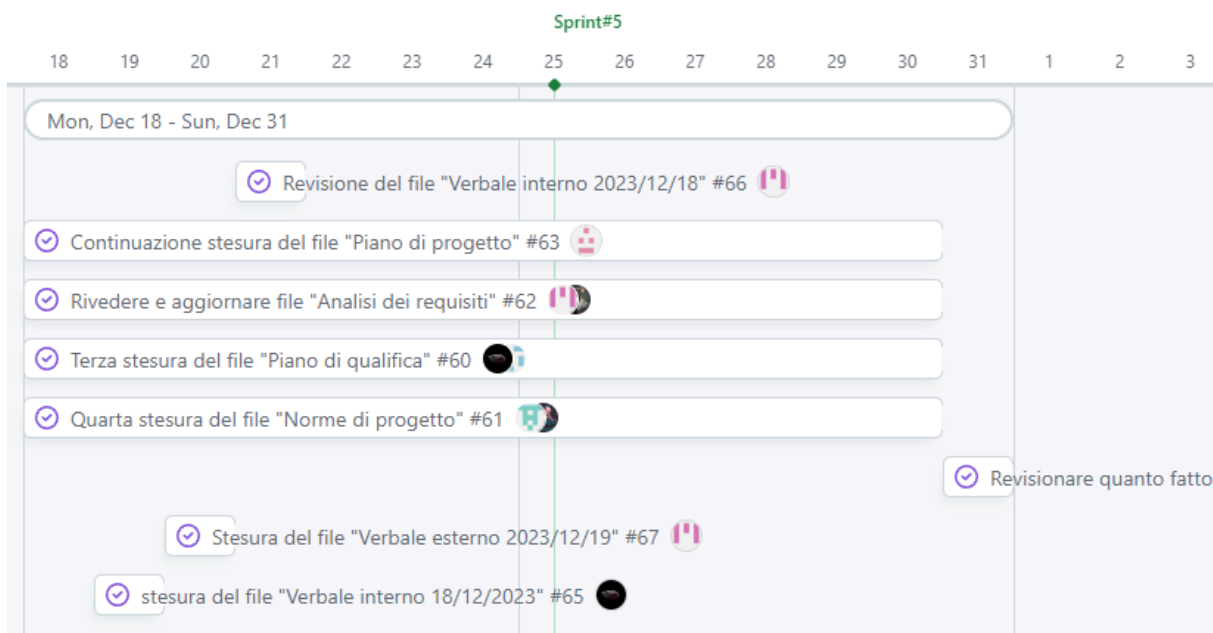 Sprint#5
18 19 20 21 22 23 24 25 26 27 28 29 30 31 1 2 3
Mon, Dec 18 - Sun, Dec 31
Revisione del file "Verbale interno 2023/12/18" #66
Continuazione stesura del file "Piano di progetto" #63
Rivedere e aggiornare file "Analisi dei requisiti" #62
Terza stesura del file "Piano di qualifica" #60
Quarta stesura del file "Norme di progetto" #61
Revisionare quanto fatto
Stesura del file "Verbale esterno 2023/12/19" #67
stesura del file "Verbale interno 18/12/2023" #65